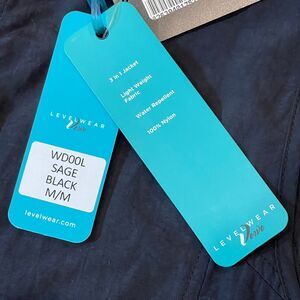 LEVELWEAR
Verve
WD00L
SAGE
BLACK
M/M
levelwear.com
3 in 1 Jacket
Light Weight
Fabric
Water Repellent
100% Nylon
LEVELWEAR
Verve